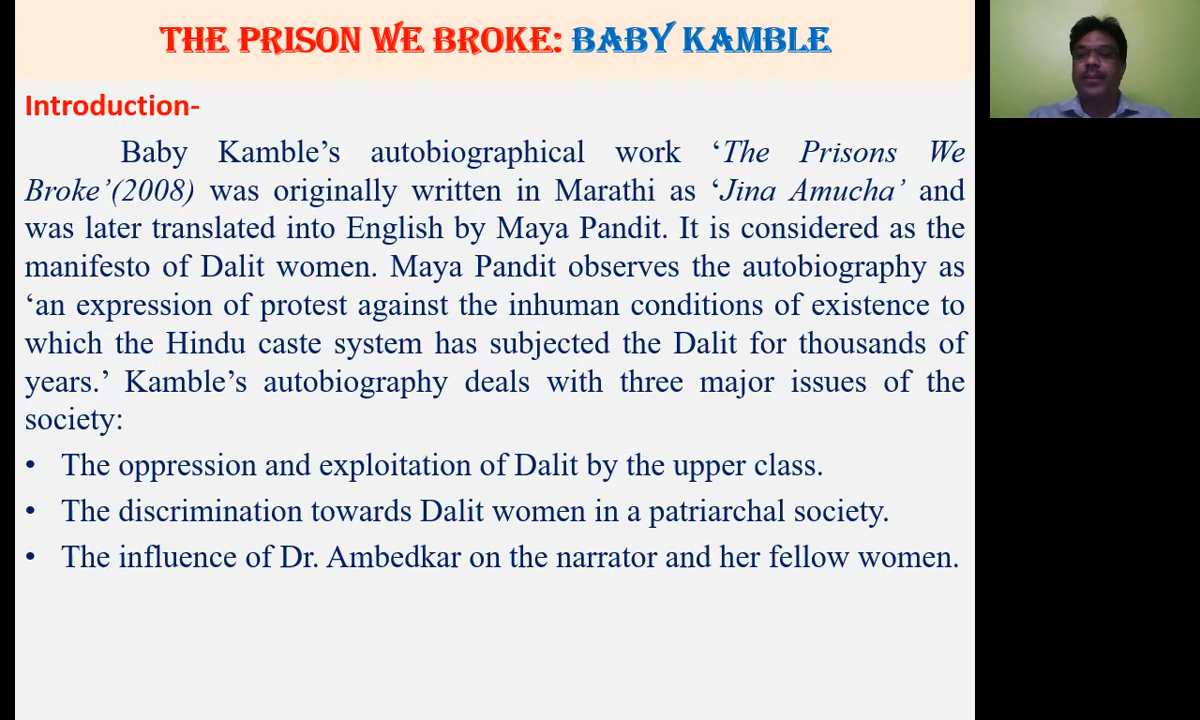 THE PRISON WE BROKE: BABY KAMBLE
Introduction-
Baby Kamble’s autobiographical work ‘The Prisons We
Broke’(2008) was originally written in Marathi as ‘Jina Amucha’ and
was later translated into English by Maya Pandit. It is considered as the
manifesto of Dalit women. Maya Pandit observes the autobiography as
‘an expression of protest against the inhuman conditions of existence to
which the Hindu caste system has subjected the Dalit for thousands of
years.’ Kamble’s autobiography deals with three major issues of the
society:
• The oppression and exploitation of Dalit by the upper class.
• The discrimination towards Dalit women in a patriarchal society.
• The influence of Dr. Ambedkar on the narrator and her fellow women.